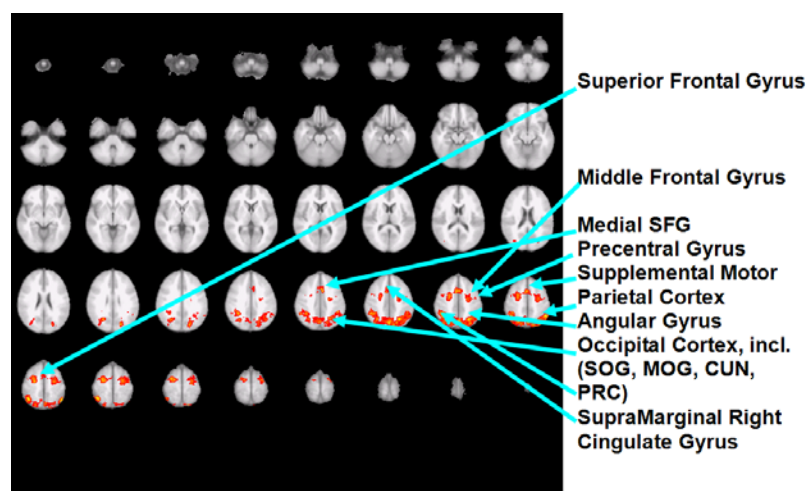 Superior Frontal Gyrus
Middle Frontal Gyrus
Medial SFG
Precentral Gyrus
Supplemental Motor
Parietal Cortex
Angular Gyrus
Occipital Cortex, incl.
(SOG, MOG, CUN,
PRC)
SupraMarginal Right
Cingulate Gyrus